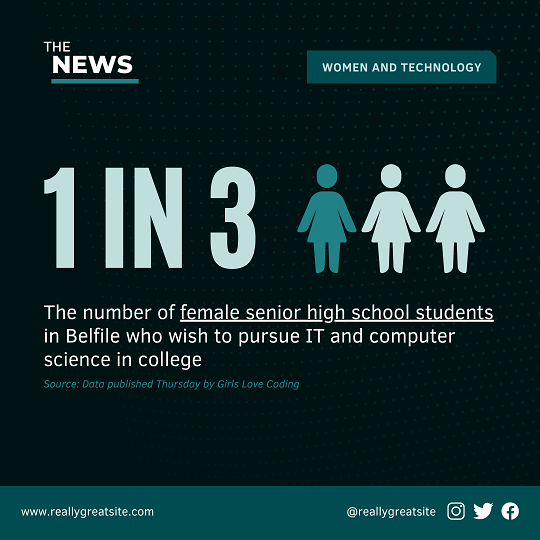 THE
NEWS
WOMEN AND TECHNOLOGY
1 IN 3
The number of female senior high school students
in Belfile who wish to pursue IT and computer
science in college
Source: Data published Thursday by Girls Love Coding
www.reallygreatsite.com
@reallygreatsite